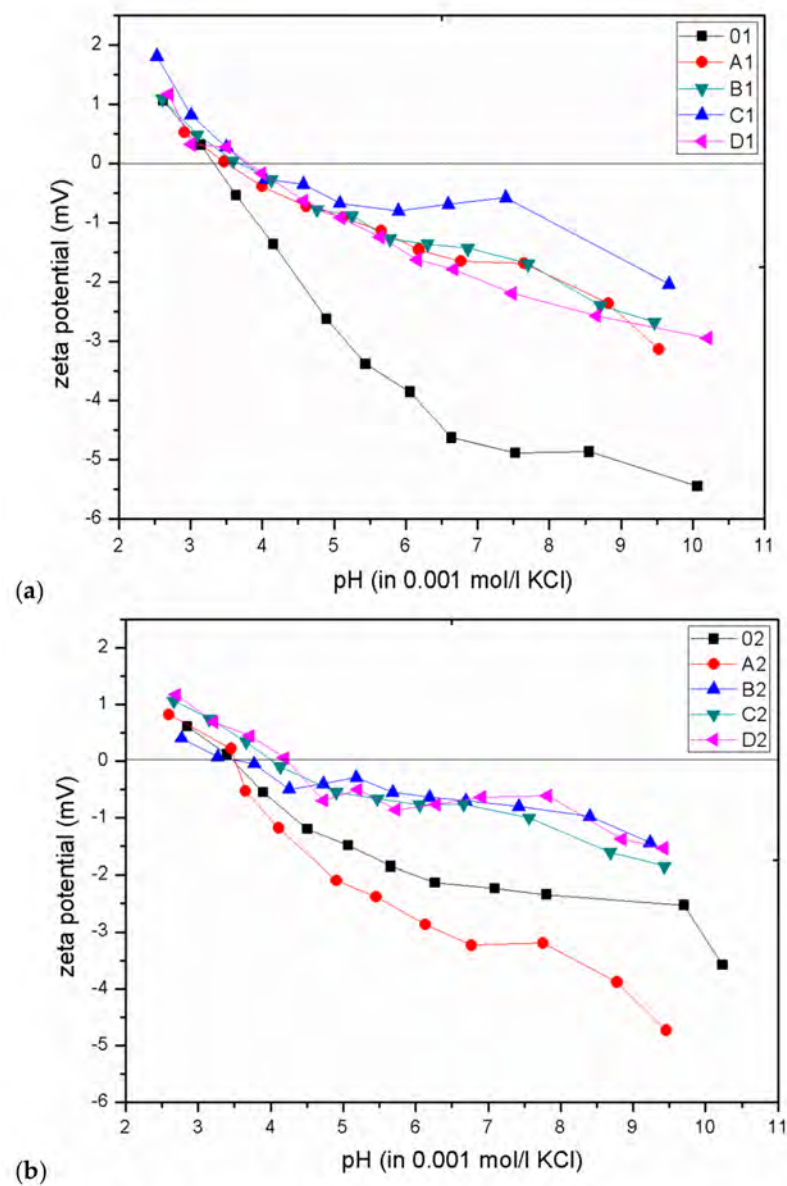 2
1
0
-1
-2
-3
-4
-5
-6
zeta potential (mV)
01
A1
B1
C1
D1
2 3 4 5 6 7 8 9 10 11
pH (in 0.001 mol/l KCl)
(a)
2
1
0
-1
-2
-3
-4
-5
-6
zeta potential (mV)
02
A2
B2
C2
D2
2 3 4 5 6 7 8 9 10 11
pH (in 0.001 mol/l KCl)
(b)